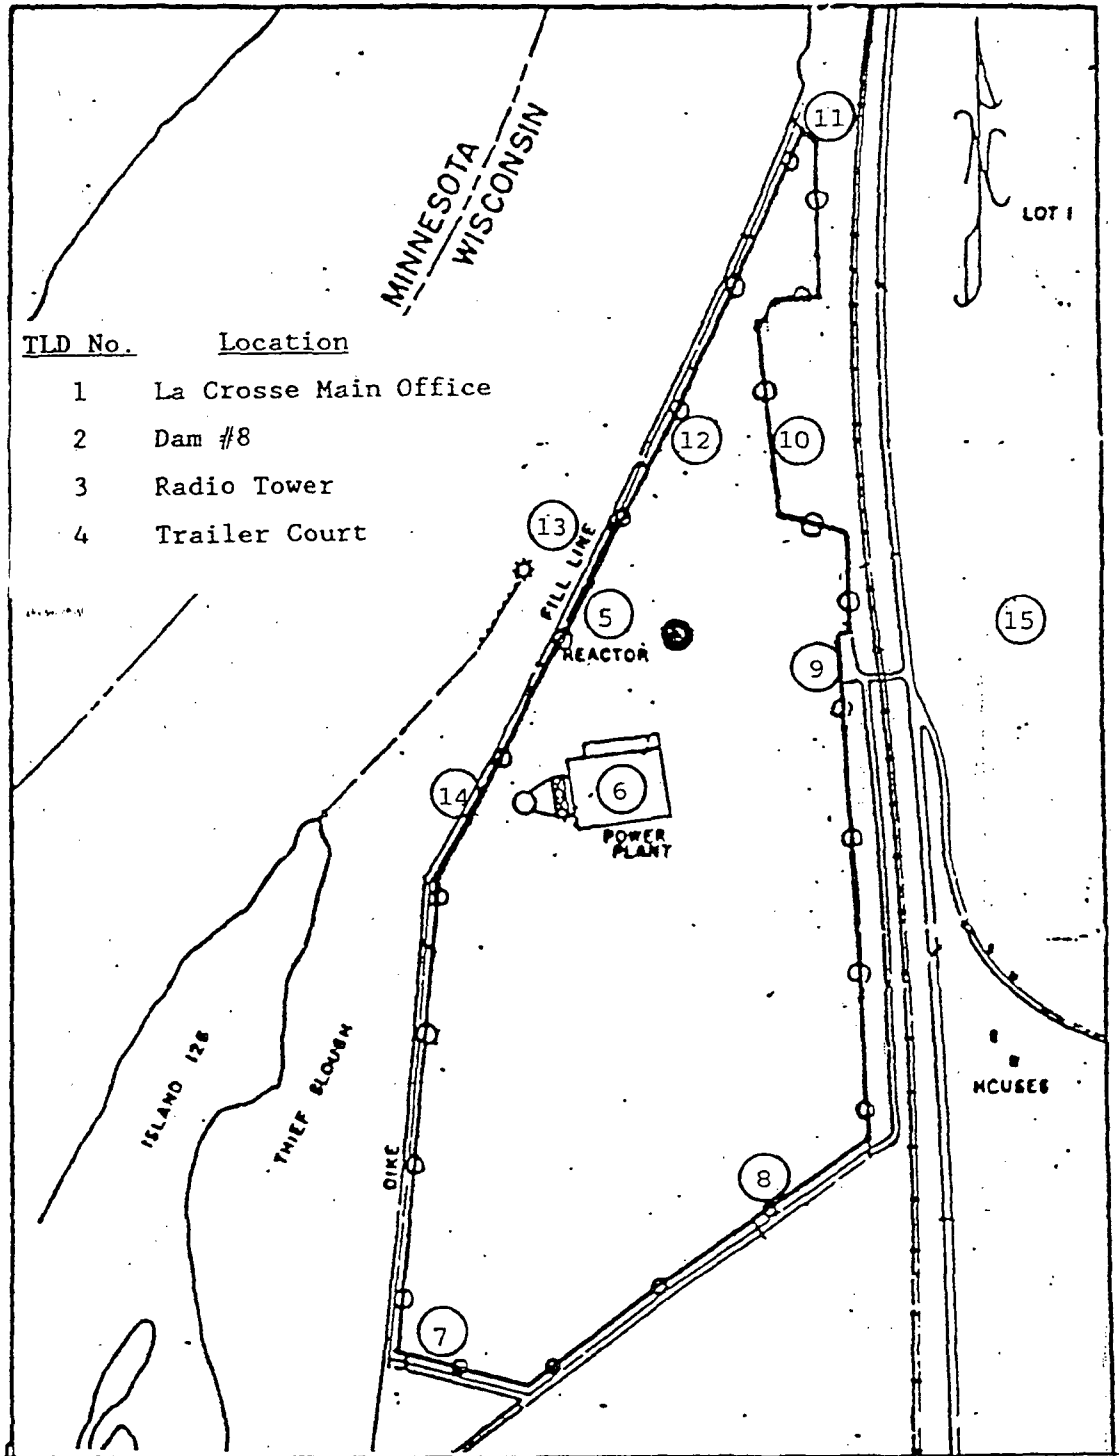 11
MINNESOTA
WISCONSIN
LOT 1
TLD No. Location
1 La Crosse Main Office
2 Dam #8
3 Radio Tower
4 Trailer Court
12
10
13
FILL LINE
5
15
REACTOR
9
14
6
POWER
PLANT
ISLAND 126
THIEF SLOUGH
HOUSES
DIKE
8
7